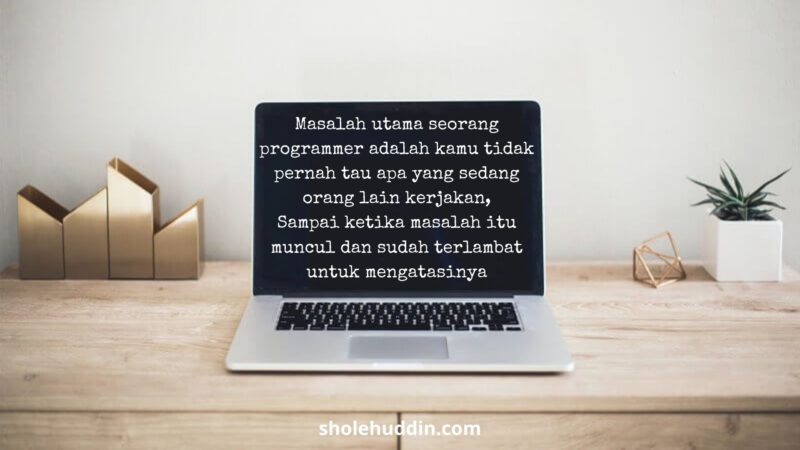 Masalah utama seorang
programmer adalah kamu tidak
pernah tau apa yang sedang
orang lain kerjakan,
Sampai ketika masalah itu
muncul dan sudah terlambat
untuk mengatasinya
sholehuddin.com